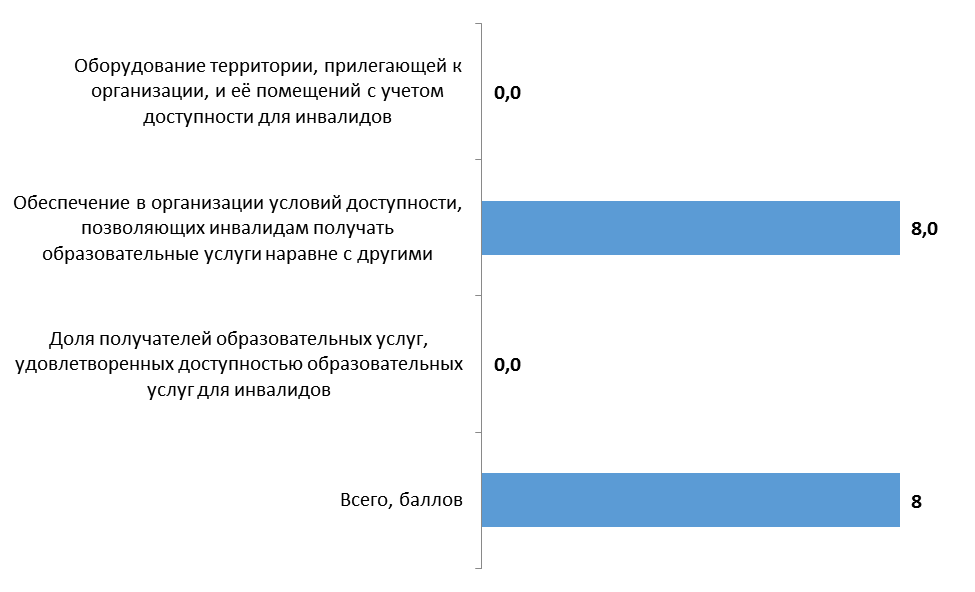 Оборудование территории, прилегающей к
организации, и её помещений с учетом
доступности для инвалидов
0,0
Обеспечение в организации условий доступности,
позволяющих инвалидам получать
образовательные услуги наравне с другими
8,0
Доля получателей образовательных услуг,
удовлетворенных доступностью образовательных
услуг для инвалидов
0,0
Всего, баллов
8